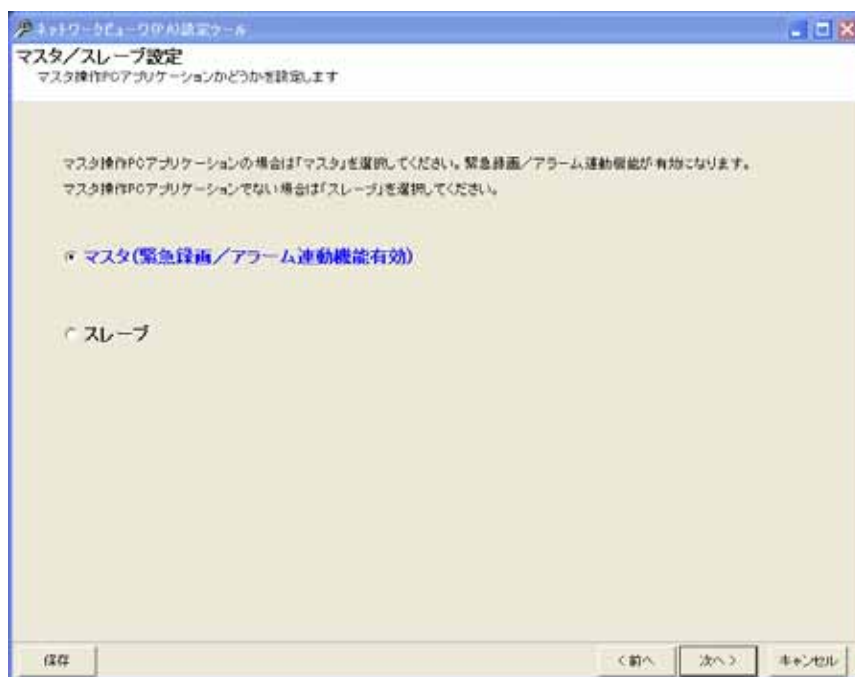 ネットワークビューワ(PA)設定ツール
マスタ/スレーブ設定
マスタ操作PCアプリケーションかどうかを設定します
マスタ操作PCアプリケーションの場合は「マスタ」を選択してください。緊急録画/アラーム連動機能が有効になります。
マスタ操作PCアプリケーションでない場合は「スレーブ」を選択してください。
マスタ(緊急録画/アラーム連動機能有効)
スレーブ
保存
<前へ
次へ>
キャンセル